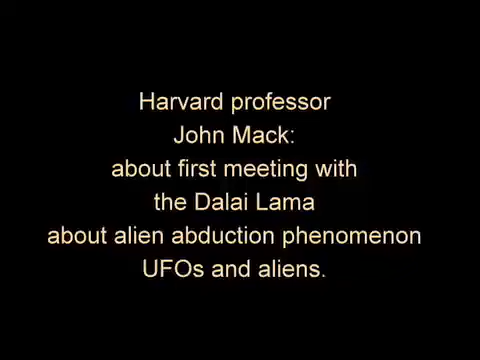 Harvard professor
John Mack:
about first meeting with
the Dalai Lama
about alien abduction phenomenon
UFOs and aliens.